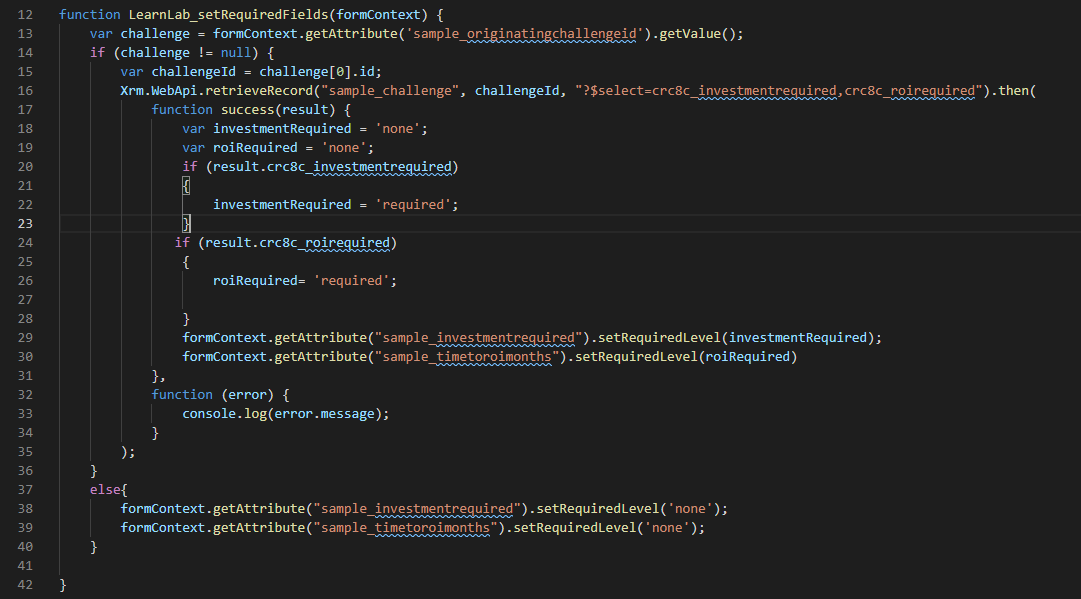 12 function LearnLab_setRequiredFields(formContext) {
13     var challenge = formContext.getAttribute('sample_originatingchallengeid').getValue();
14     if (challenge != null) {
15         var challengeId = challenge[0].id;
16         Xrm.WebApi.retrieveRecord("sample_challenge", challengeId, "?$select=crc8c_investmentrequired,crc8c_roirequired").then(
17             function success(result) {
18                 var investmentRequired = 'none';
19                 var roiRequired = 'none';
20                 if (result.crc8c_investmentrequired)
21                 {
22                     investmentRequired = 'required';
23                 }
24                if (result.crc8c_roirequired)
25                 {
26                     roiRequired= 'required';
27
28                 }
29                 formContext.getAttribute("sample_investmentrequired").setRequiredLevel(investmentRequired);
30                 formContext.getAttribute("sample_timetoroimonths").setRequiredLevel(roiRequired)
31             },
32             function (error) {
33                 console.log(error.message);
34             }
35         );
36     }
37     else{
38         formContext.getAttribute("sample_investmentrequired").setRequiredLevel('none');
39         formContext.getAttribute("sample_timetoroimonths").setRequiredLevel('none');
40     }
41
42 }